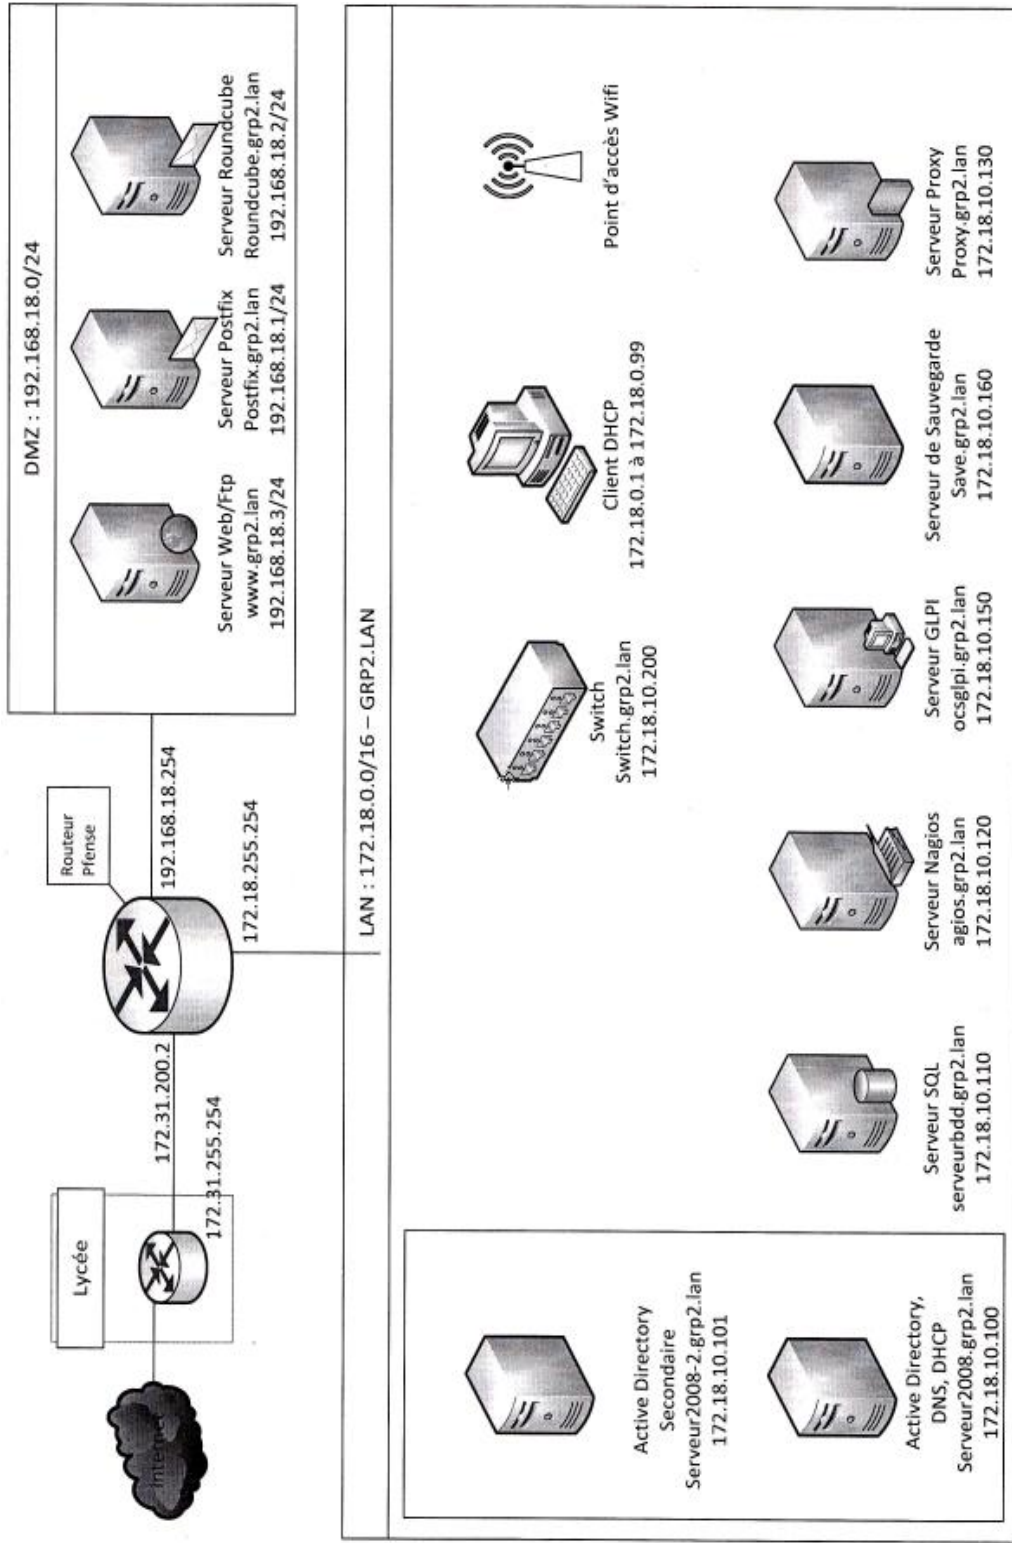 Internet
Lycée
172.31.255.254
172.31.200.2
Routeur
Pfense
192.168.18.254
172.18.255.254
DMZ : 192.168.18.0/24
Serveur Web/Ftp
www.grp2.lan
192.168.18.3/24
Serveur Postfix
Postfix.grp2.lan
192.168.18.1/24
Serveur Roundcube
Roundcube.grp2.lan
192.168.18.2/24
LAN : 172.18.0.0/16 – GRP2.LAN
Active Directory
Secondaire
Serveur2008-2.grp2.lan
172.18.10.101
Switch
Switch.grp2.lan
172.18.10.200
Client DHCP
172.18.0.1 à 172.18.0.99
Point d'accès Wifi
Active Directory,
DNS, DHCP
Serveur2008.grp2.lan
172.18.10.100
Serveur SQL
serveurbdd.grp2.lan
172.18.10.110
Serveur Nagios
agios.grp2.lan
172.18.10.120
Serveur GLPI
ocsglpi.grp2.lan
172.18.10.150
Serveur de Sauvegarde
Save.grp2.lan
172.18.10.160
Serveur Proxy
Proxy.grp2.lan
172.18.10.130